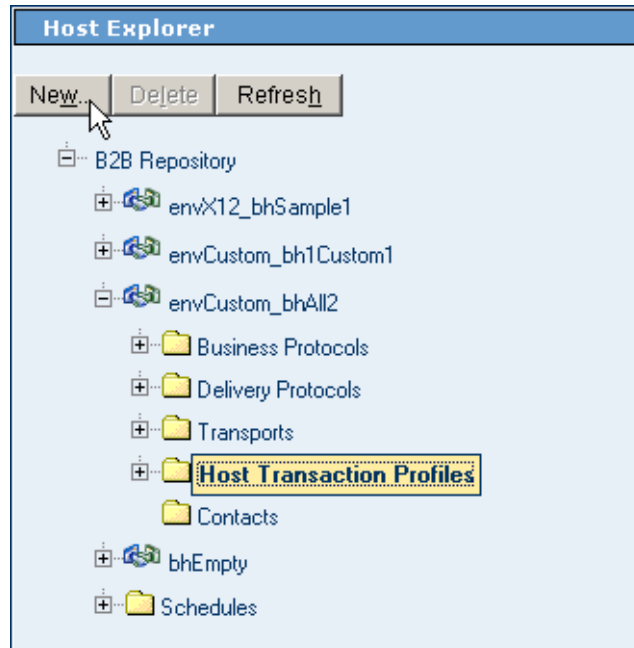 Host Explorer
New... Delete Refresh
B2B Repository
envX12_bhSample1
envCustom_bh1Custom1
envCustom_bhAll2
Business Protocols
Delivery Protocols
Transports
Host Transaction Profiles
Contacts
bhEmpty
Schedules